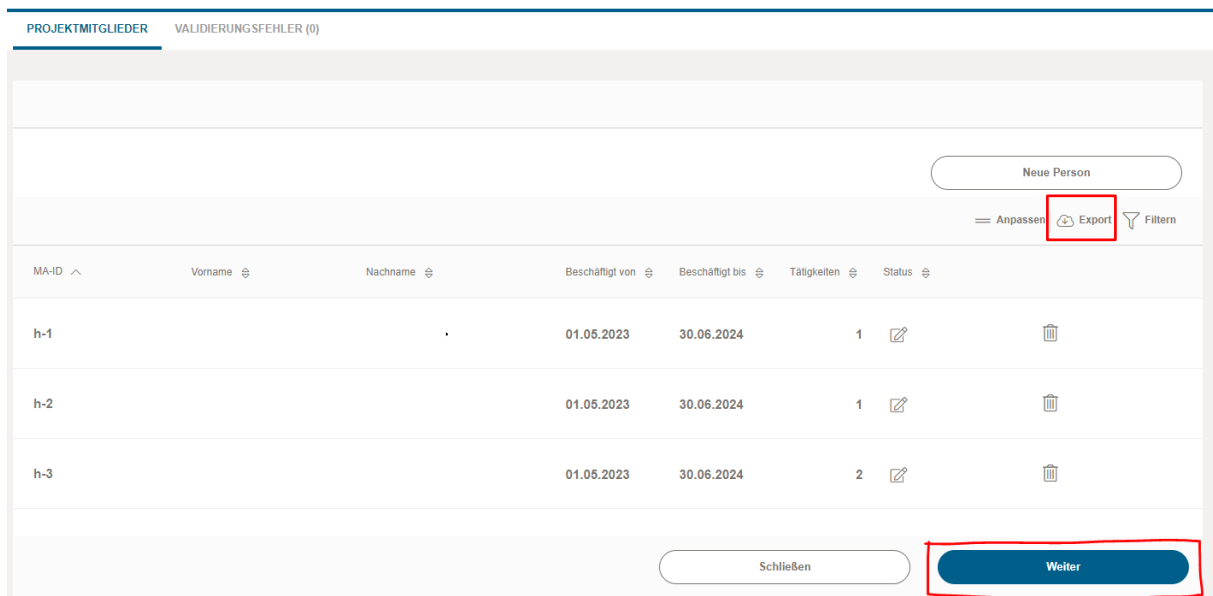 PROJEKTMITGLIEDER VALIDIERUNGSFEHLER (0)
Neue Person
Anpassen Export Filtern
MA-ID Vorname Nachname Beschäftigt von Beschäftigt bis Tätigkeiten Status
h-1 01.05.2023 30.06.2024 1
h-2 01.05.2023 30.06.2024 1
h-3 01.05.2023 30.06.2024 2
Schließen Weiter